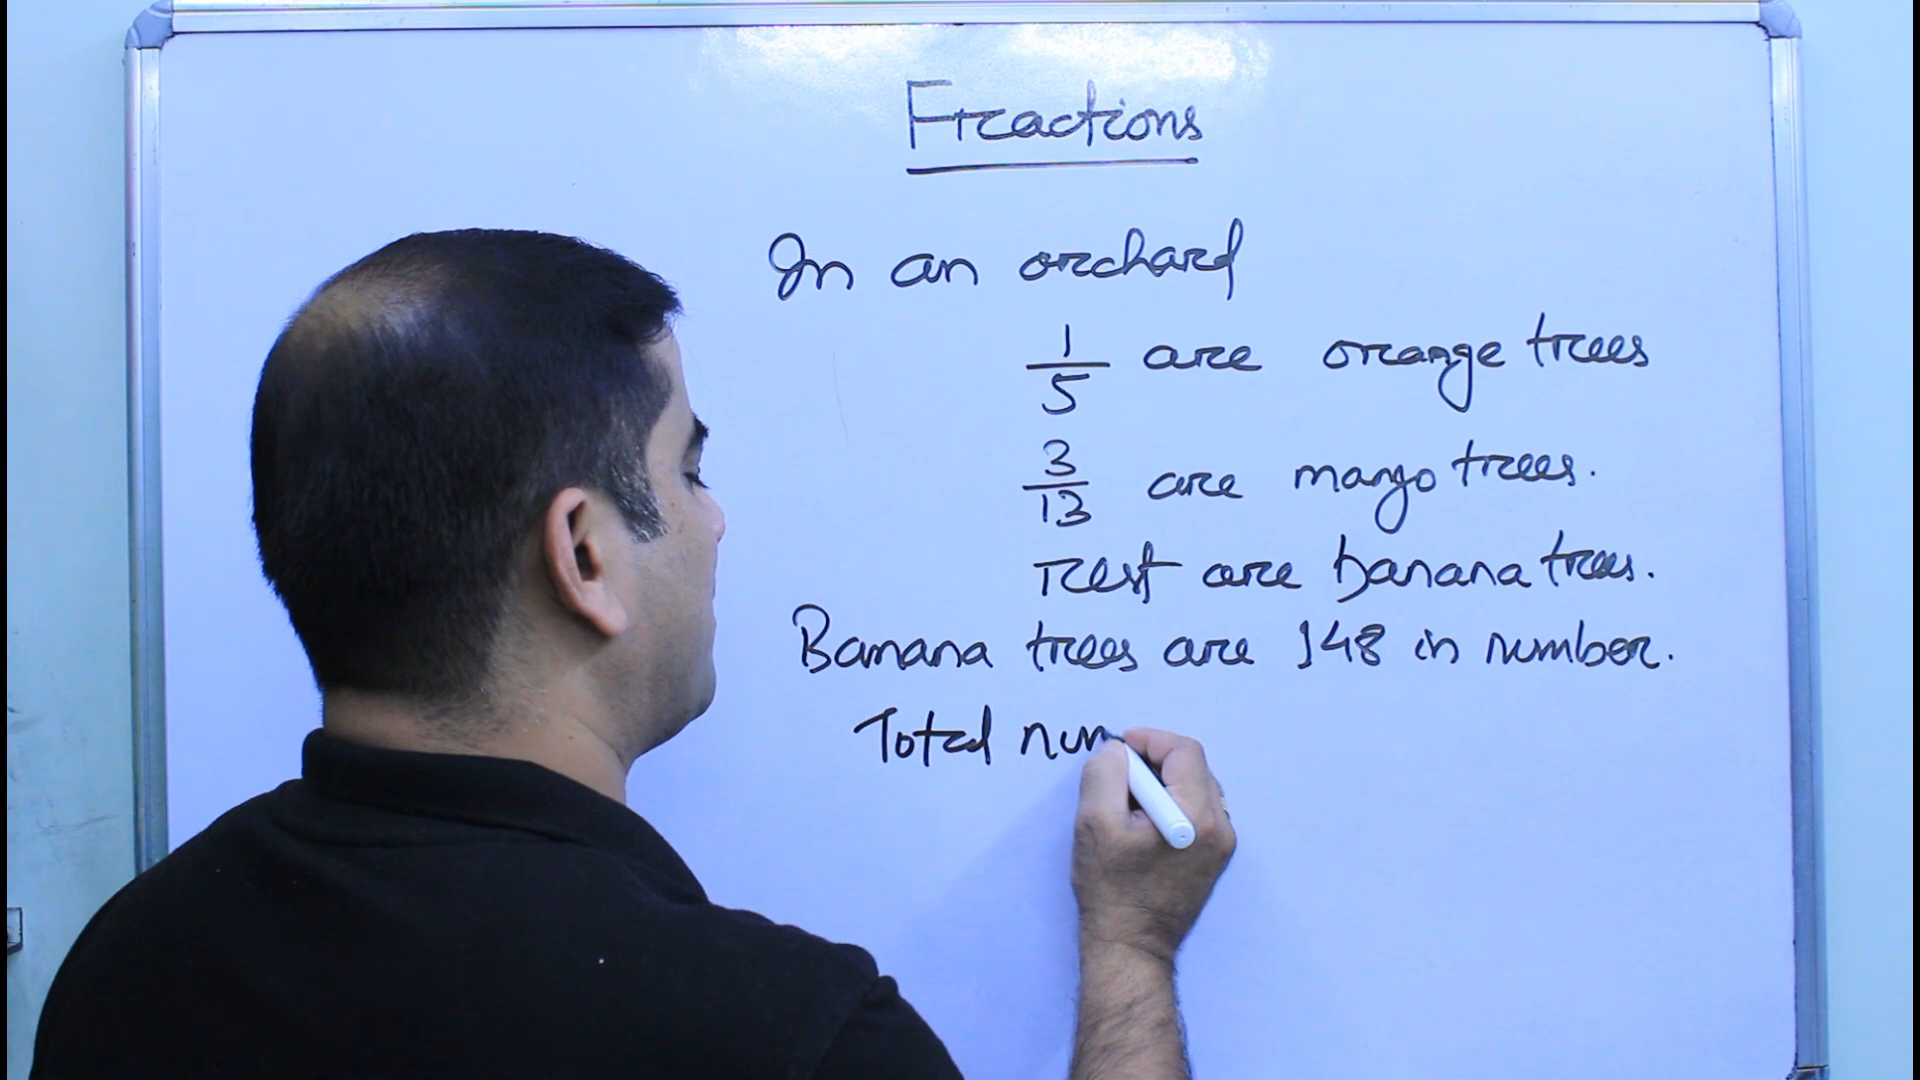 Fractions
In an orchard
1/5 are orange trees
3/13 are mango trees.
rest are banana trees.
Banana trees are 148 in number.
Total num